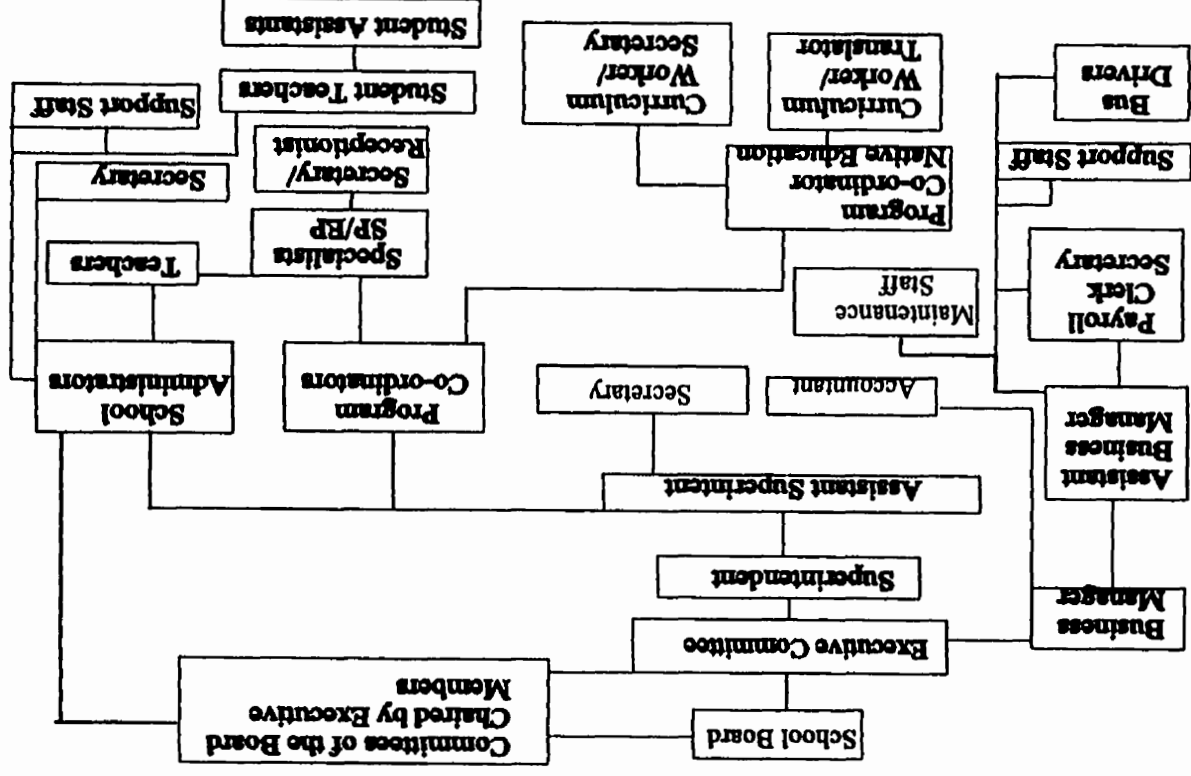 School Board
Committees of the Board
Chaired by Executive
Members
Executive Committee
Business
Manager
Superintendent
Assistant Superintent
Assistant
Business
Manager
Accountant
Secretary
Program
Co-ordinators
School
Administrators
Payroll
Clerk
Secretary
Maintenance
Staff
Program
Co-ordinator
Native Education
Specialists
SP/EP
Teachers
Support Staff
Secretary/
Receptionist
Secretary
Bus
Drivers
Curriculum
Worker/
Translator
Curriculum
Worker/
Secretary
Student Teachers
Support Staff
Student Assistants